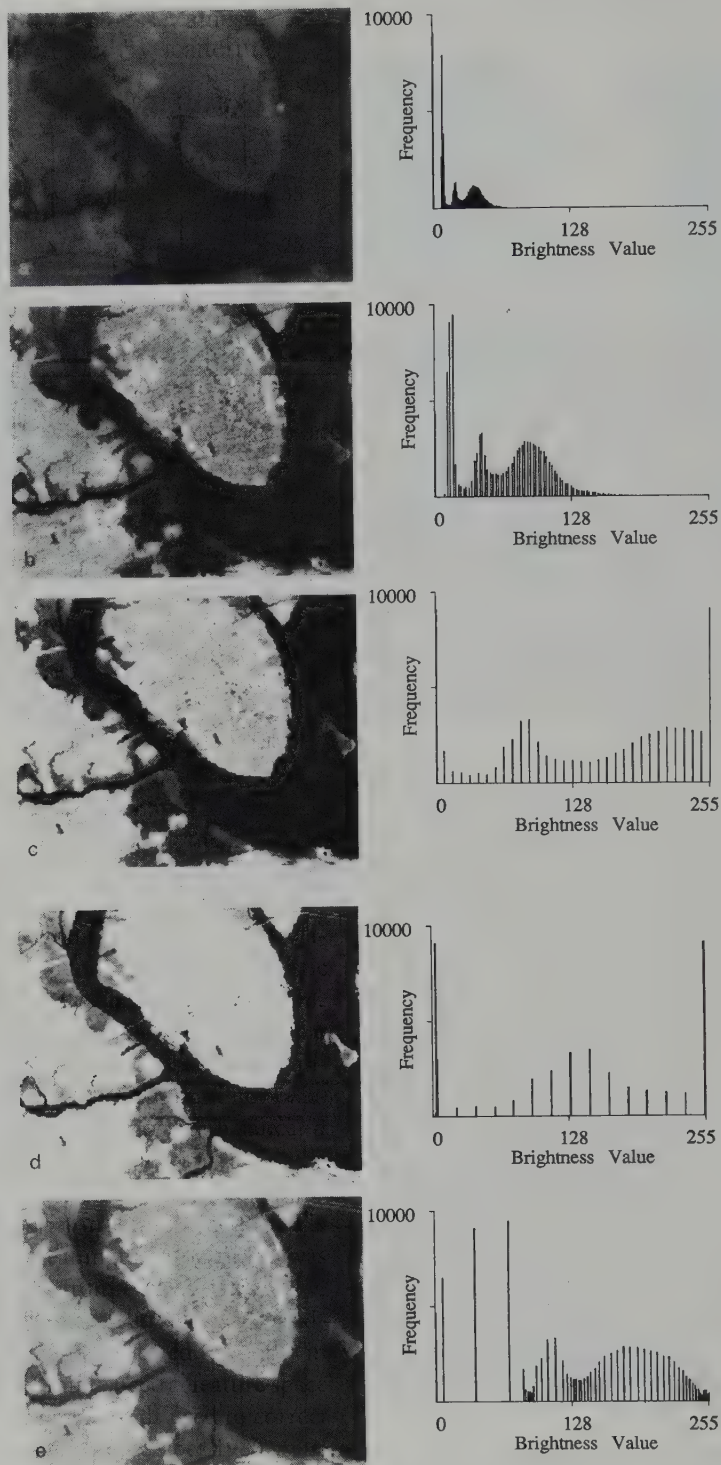 10000
Frequency
0 128 255
Brightness Value
a
10000
Frequency
0 128 255
Brightness Value
b
10000
Frequency
0 128 255
Brightness Value
c
10000
Frequency
0 128 255
Brightness Value
d
10000
Frequency
0 128 255
Brightness Value
e